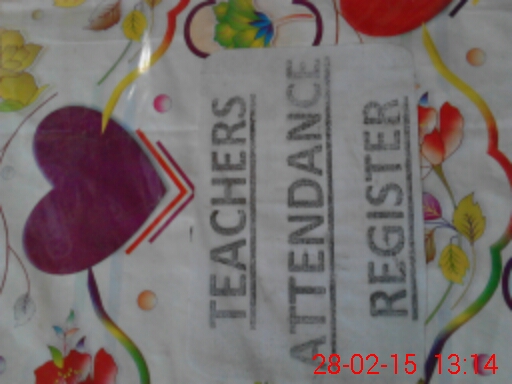 TEACHERS
ATTENDANCE
REGISTER
28-02-15 13:14